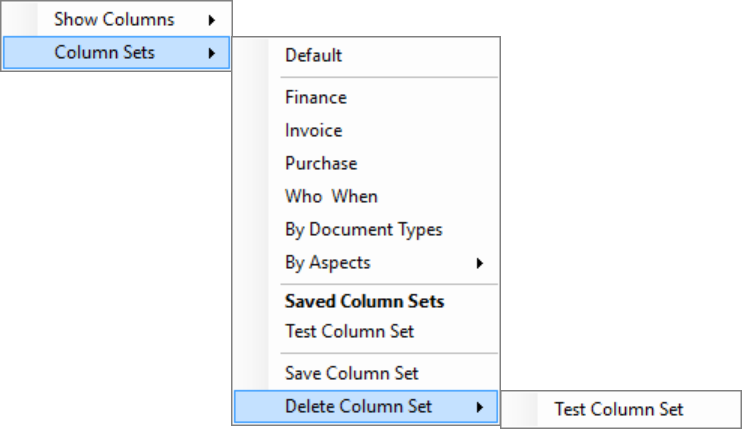 Show Columns
Column Sets
Default
Finance
Invoice
Purchase
Who  When
By Document Types
By Aspects
Saved Column Sets
Test Column Set
Save Column Set
Delete Column Set
Test Column Set